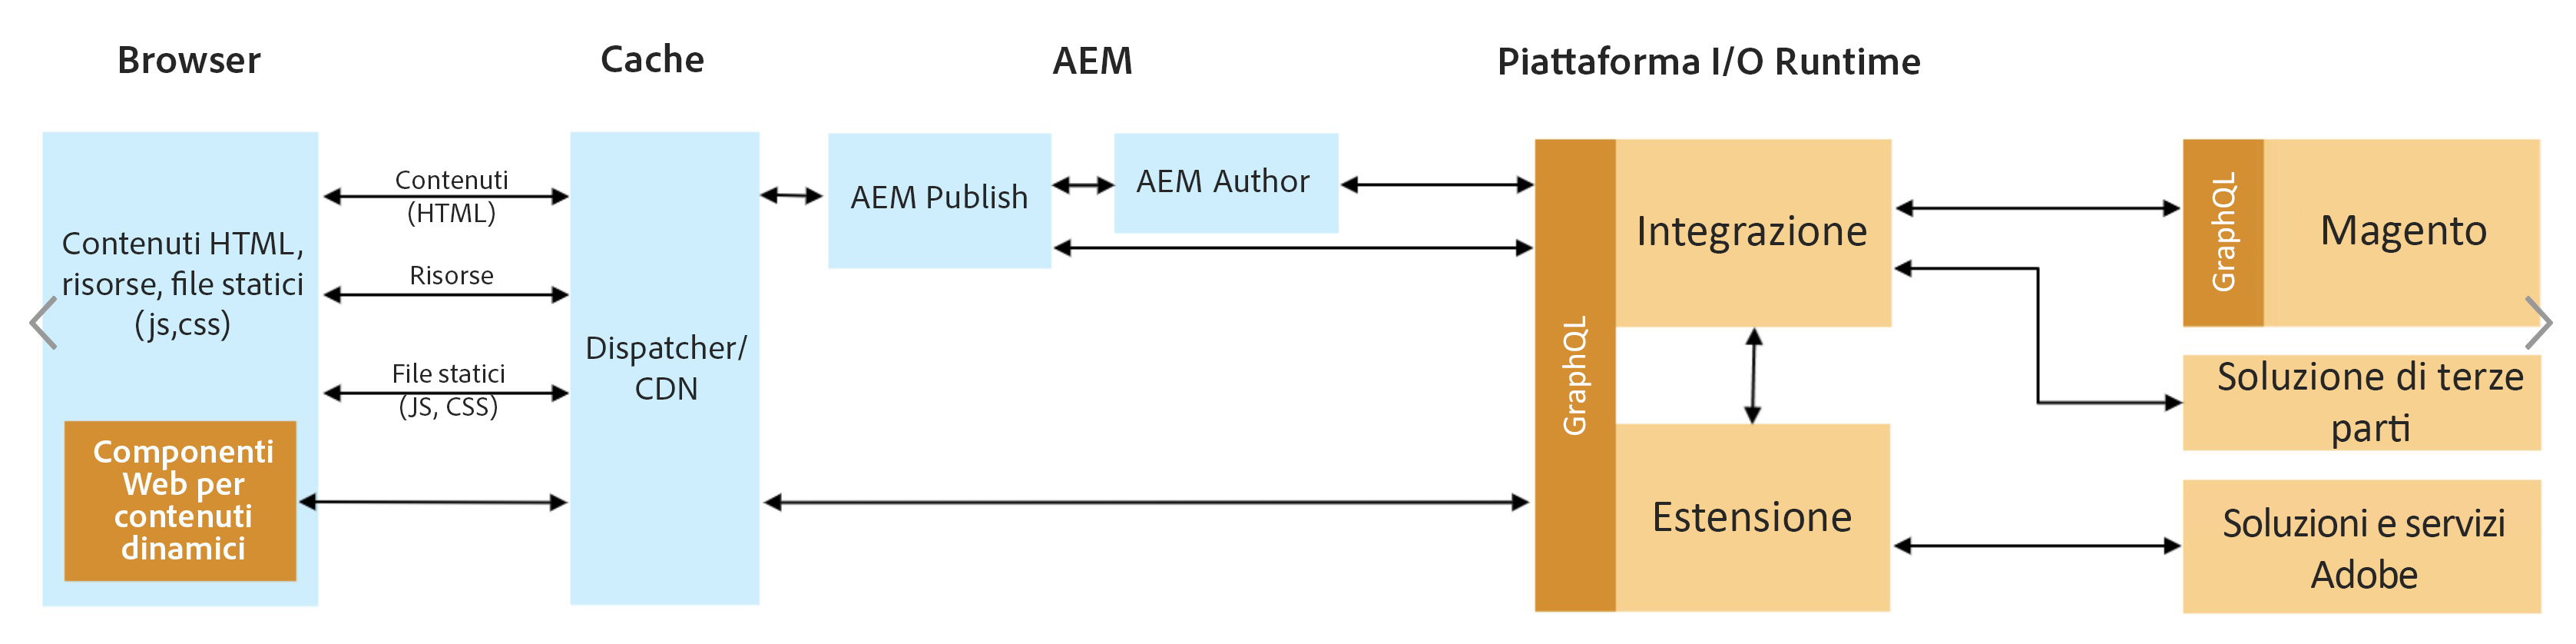 Browser
Cache
AEM
Piattaforma I/O Runtime
Contenuti HTML,
risorse, file statici
(js,css)
Componenti
Web per
contenuti
dinamici
Contenuti
(HTML)
Risorse
File statici
(JS, CSS)
Dispatcher/
CDN
AEM Publish
AEM Author
GraphQL
Integrazione
Estensione
GraphQL
Magento
Soluzione di terze
parti
Soluzioni e servizi
Adobe